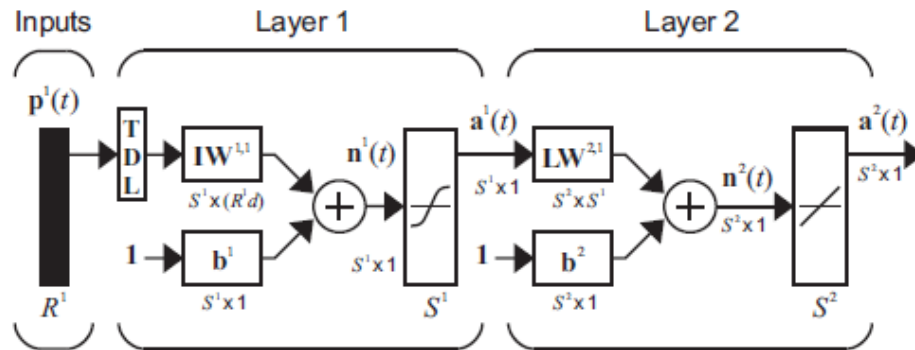 Inputs Layer 1 Layer 2
p¹(t) a¹(t) a²(t)
T
D
L
IW¹,¹ n¹(t) LW²,¹ n²(t)
S¹x(R¹d) S¹x1 S²xS¹ S²x1 S²x1
1 b¹ S¹x1 1 b²
R¹ S¹x1 S¹ S²x1 S²